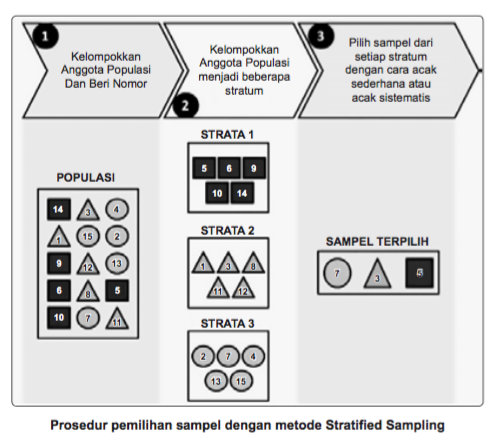 1
Kelompokkan
Anggota Populasi
Dan Beri Nomor
2
Kelompokkan
Anggota Populasi
menjadi beberapa
stratum
3
Pilih sampel dari
setiap stratum
dengan cara acak
sederhana atau
acak sistematis
POPULASI
14 3 4
1 15 2
9 12 13
6 8 5
10 7 11
STRATA 1
5 6 9
10 14
STRATA 2
1 3 8
11 12
STRATA 3
2 7 4
13 15
SAMPEL TERPILIH
7 3
Prosedur pemilihan sampel dengan metode Stratified Sampling